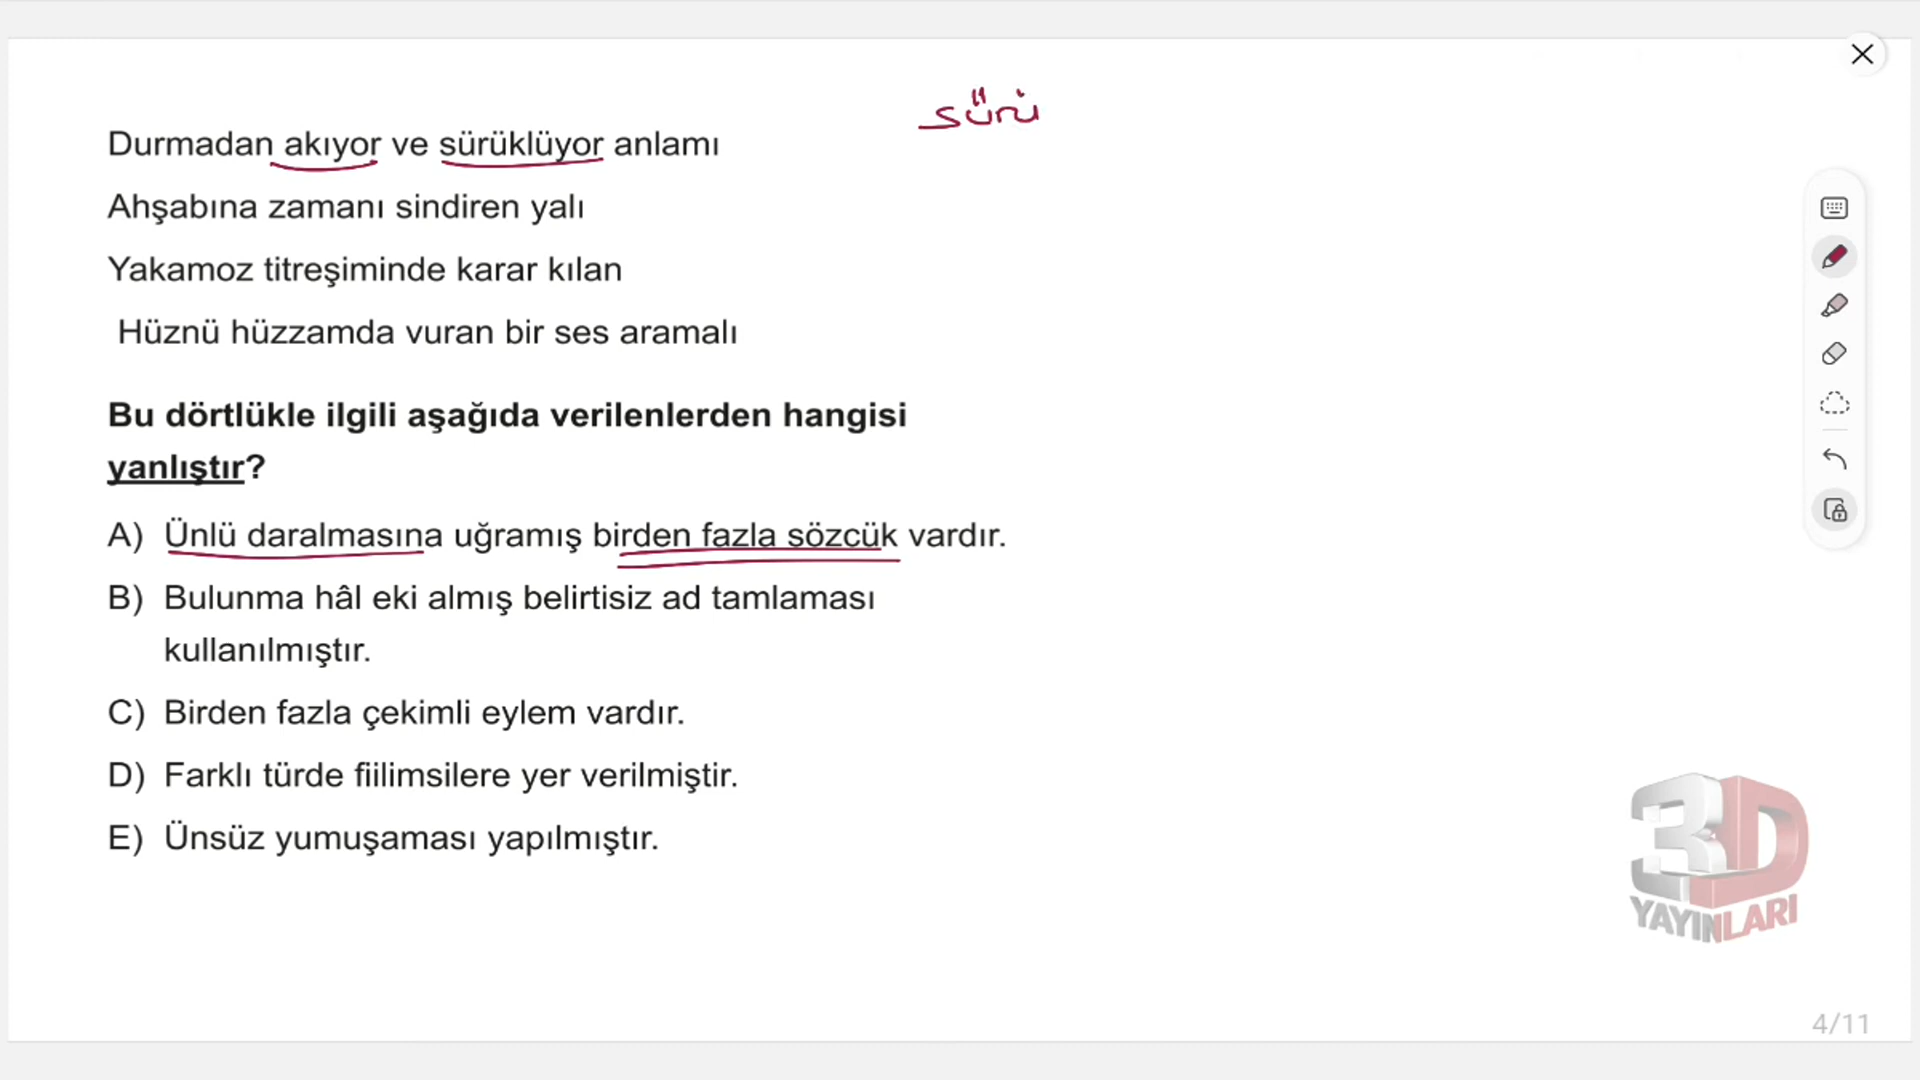 sürü
Durmadan akıyor ve sürüklüyor anlamı
Ahşabına zamanı sindiren yalı
Yakamoz titreşiminde karar kılan
Hüznü hüzzamda vuran bir ses aramalı
Bu dörtlükle ilgili aşağıda verilenlerden hangisi
yanlıştır?
A) Ünlü daralmasına uğramış birden fazla sözcük vardır.
B) Bulunma hâl eki almış belirtisiz ad tamlaması
kullanılmıştır.
C) Birden fazla çekimli eylem vardır.
D) Farklı türde fiilimsilere yer verilmiştir.
E) Ünsüz yumuşaması yapılmıştır.
3D
YAYINLARI
4/11